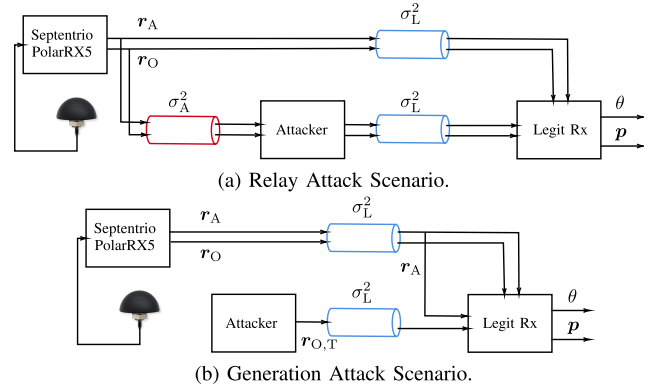 σ_L^2
r_A
Septentrio
PolarRX5
r_O
σ_A^2
σ_L^2
Attacker
Legit Rx
θ
p
(a) Relay Attack Scenario.
σ_L^2
r_A
Septentrio
PolarRX5
r_O
r_A
σ_L^2
θ
Attacker
Legit Rx
p
r_O,T
(b) Generation Attack Scenario.